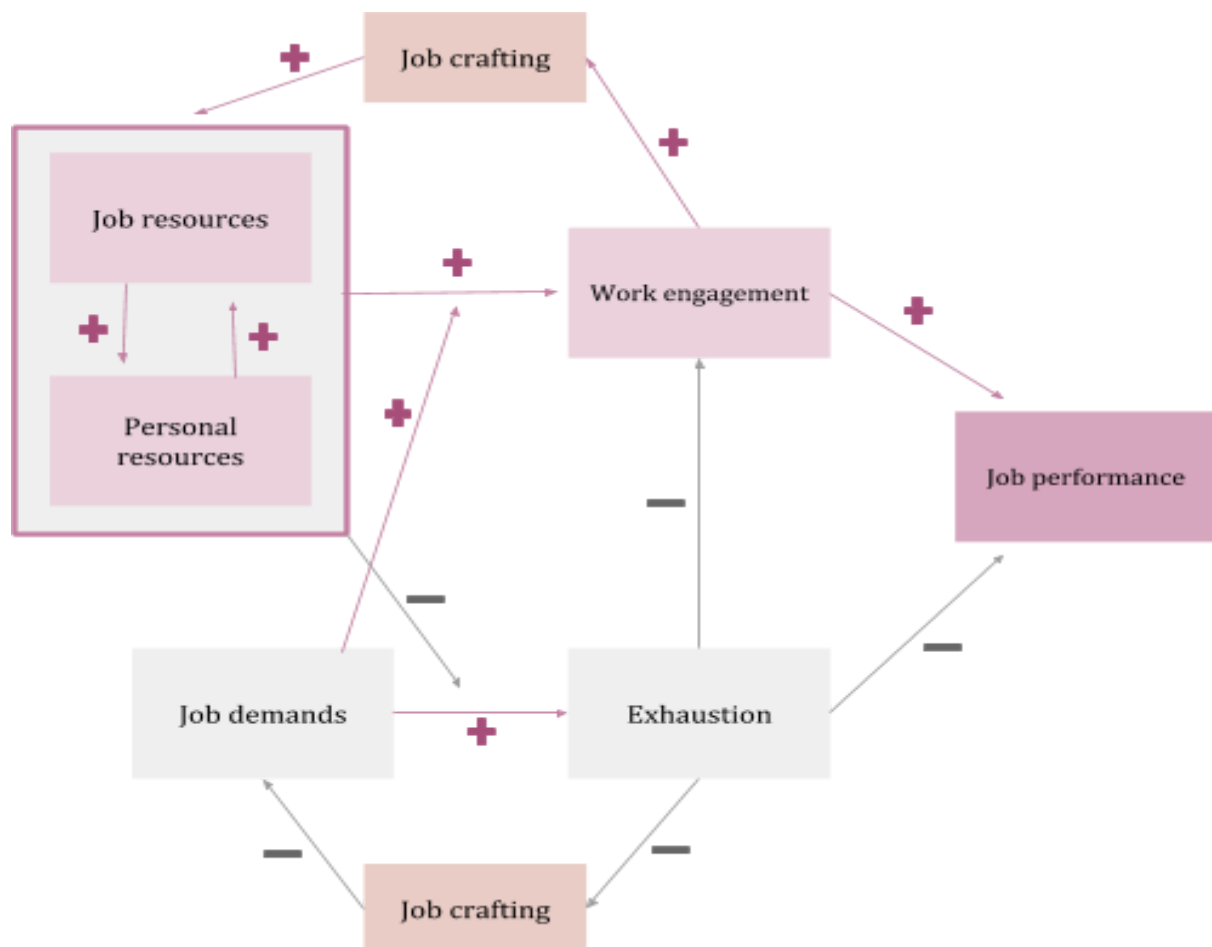 Job crafting
Job resources
Work engagement
Personal
resources
Job performance
Job demands
Exhaustion
Job crafting